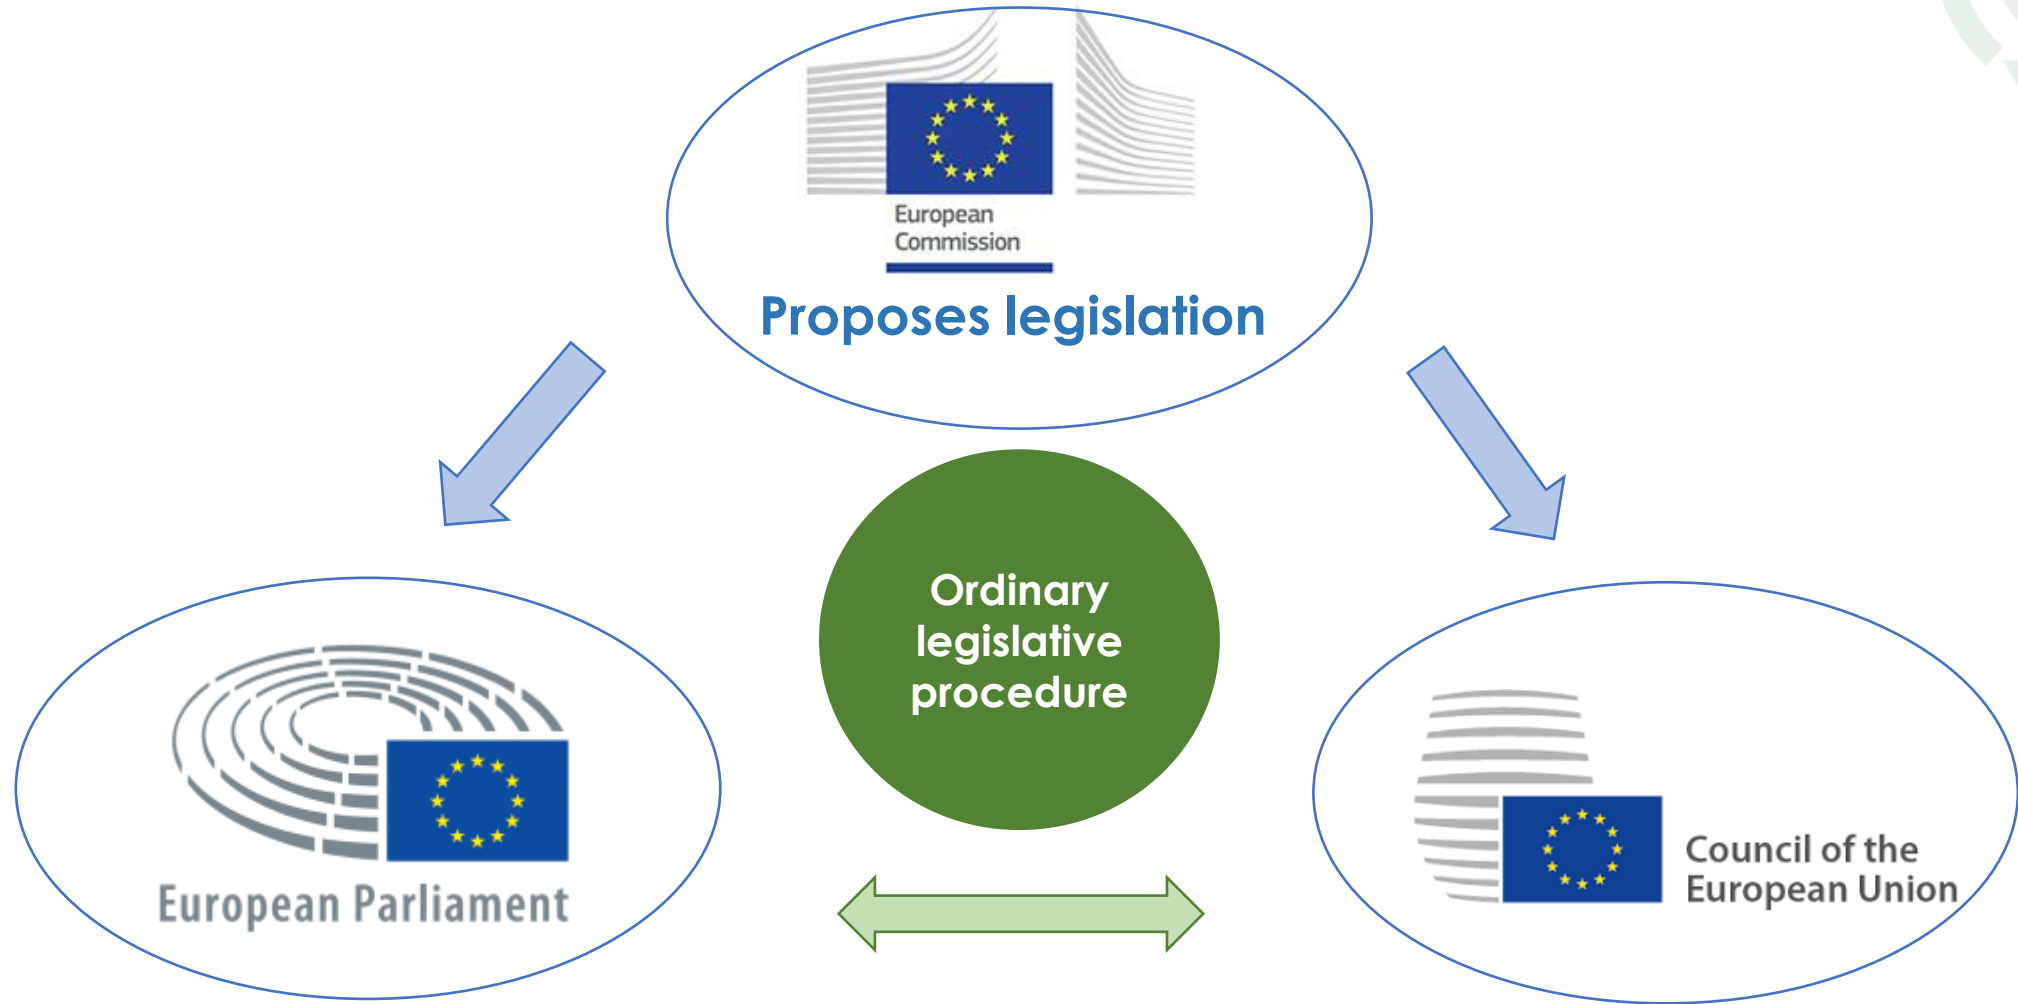 European
Commission
Proposes legislation
Ordinary
legislative
procedure
European Parliament
Council of the
European Union